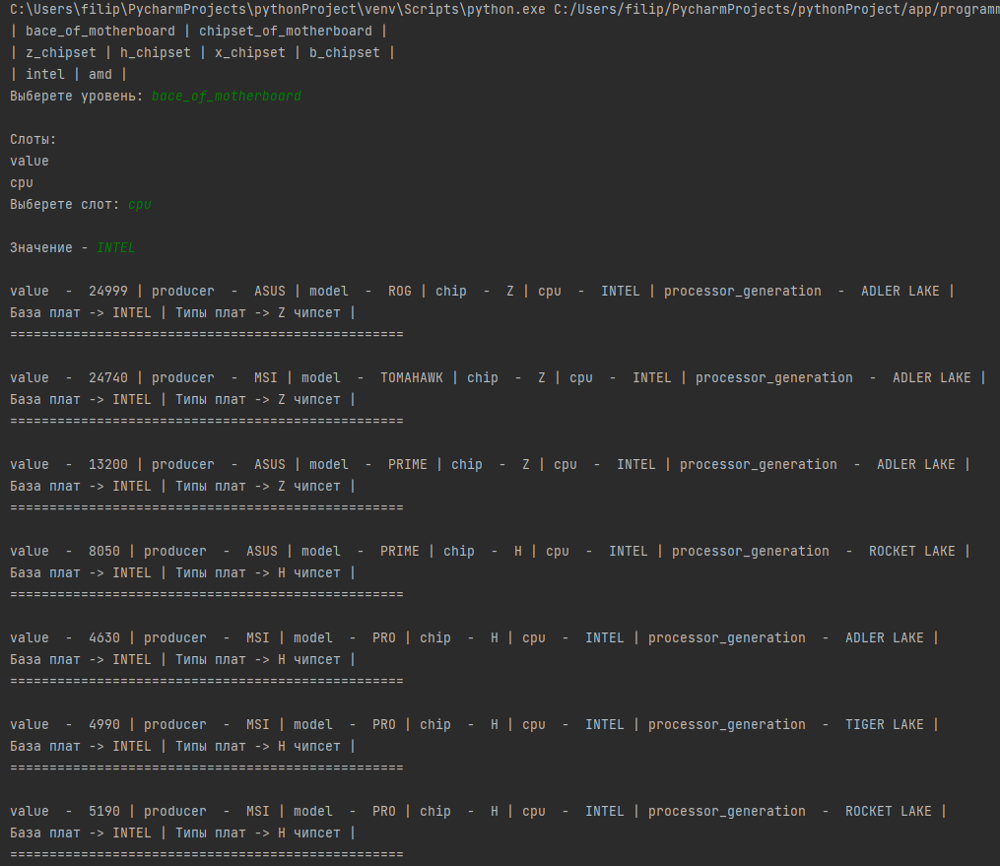 C:\Users\filip\PycharmProjects\pythonProject\venv\Scripts\python.exe C:/Users/filip/PycharmProjects/pythonProject/app/programm
| bace_of_motherboard | chipset_of_motherboard |
| z_chipset | h_chipset | x_chipset | b_chipset |
| intel | amd |
Выберете уровень: bace_of_motherboard
Слоты:
value
cpu
Выберете слот: cpu
Значение - INTEL
value  -  24999 | producer  -  ASUS | model  -  ROG | chip  -  Z | cpu  -  INTEL | processor_generation  -  ADLER LAKE |
База плат -> INTEL | Типы плат -> Z чипсет |
==================================================
value  -  24740 | producer  -  MSI | model  -  TOMAHAWK | chip  -  Z | cpu  -  INTEL | processor_generation  -  ADLER LAKE |
База плат -> INTEL | Типы плат -> Z чипсет |
==================================================
value  -  13200 | producer  -  ASUS | model  -  PRIME | chip  -  Z | cpu  -  INTEL | processor_generation  -  ADLER LAKE |
База плат -> INTEL | Типы плат -> Z чипсет |
==================================================
value  -  8050 | producer  -  ASUS | model  -  PRIME | chip  -  H | cpu  -  INTEL | processor_generation  -  ROCKET LAKE |
База плат -> INTEL | Типы плат -> H чипсет |
==================================================
value  -  4630 | producer  -  MSI | model  -  PRO | chip  -  H | cpu  -  INTEL | processor_generation  -  ADLER LAKE |
База плат -> INTEL | Типы плат -> H чипсет |
==================================================
value  -  4990 | producer  -  MSI | model  -  PRO | chip  -  H | cpu  -  INTEL | processor_generation  -  TIGER LAKE |
База плат -> INTEL | Типы плат -> H чипсет |
==================================================
value  -  5190 | producer  -  MSI | model  -  PRO | chip  -  H | cpu  -  INTEL | processor_generation  -  ROCKET LAKE |
База плат -> INTEL | Типы плат -> H чипсет |
==================================================